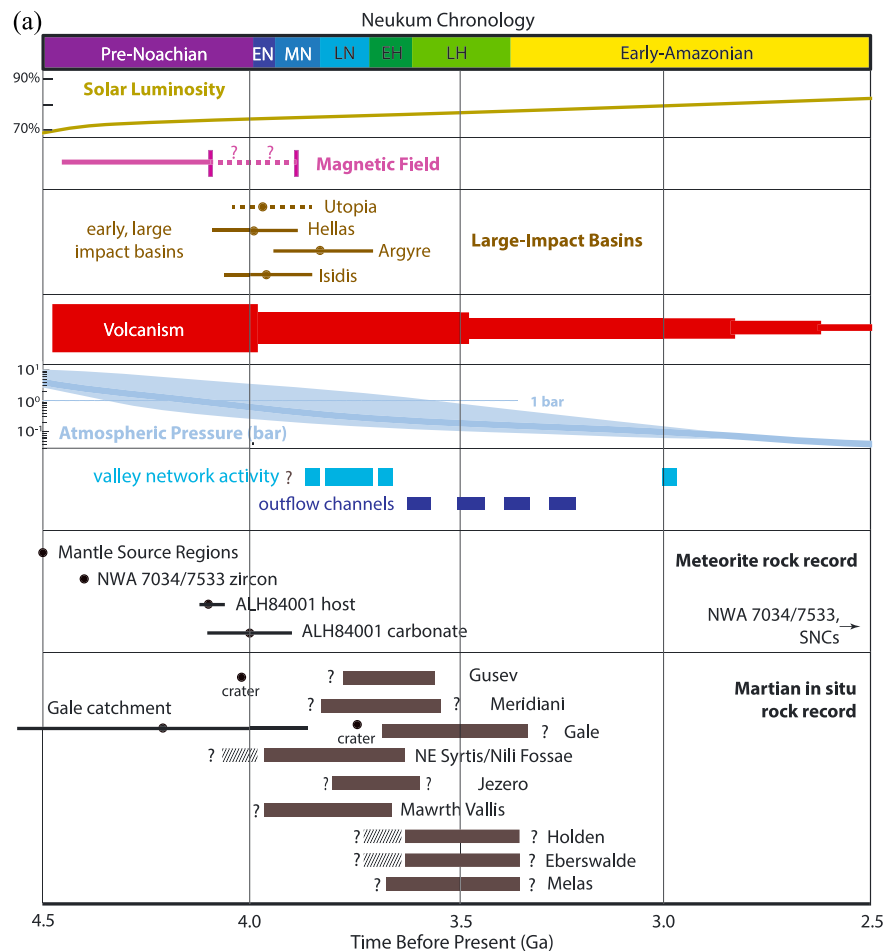 (a)
Neukum Chronology
Pre-Noachian EN MN LN EH LH Early-Amazonian
90%
Solar Luminosity
70%
? ?
Magnetic Field
Utopia
early, large
impact basins
Hellas
Large-Impact Basins
Argyre
Isidis
Volcanism
10¹
10⁰
1 bar
10⁻¹
Atmospheric Pressure (bar)
valley network activity ?
outflow channels
Mantle Source Regions
Meteorite rock record
NWA 7034/7533 zircon
ALH84001 host
NWA 7034/7533,
SNCs
ALH84001 carbonate
crater
? Gusev
Martian in situ
rock record
Gale catchment
? ? Meridiani
crater
? Gale
? NE Syrtis/Nili Fossae
? ? Jezero
? Mawrth Vallis
? ? Holden
? ? Eberswalde
? ? Melas
4.5 4.0 3.5 3.0 2.5
Time Before Present (Ga)